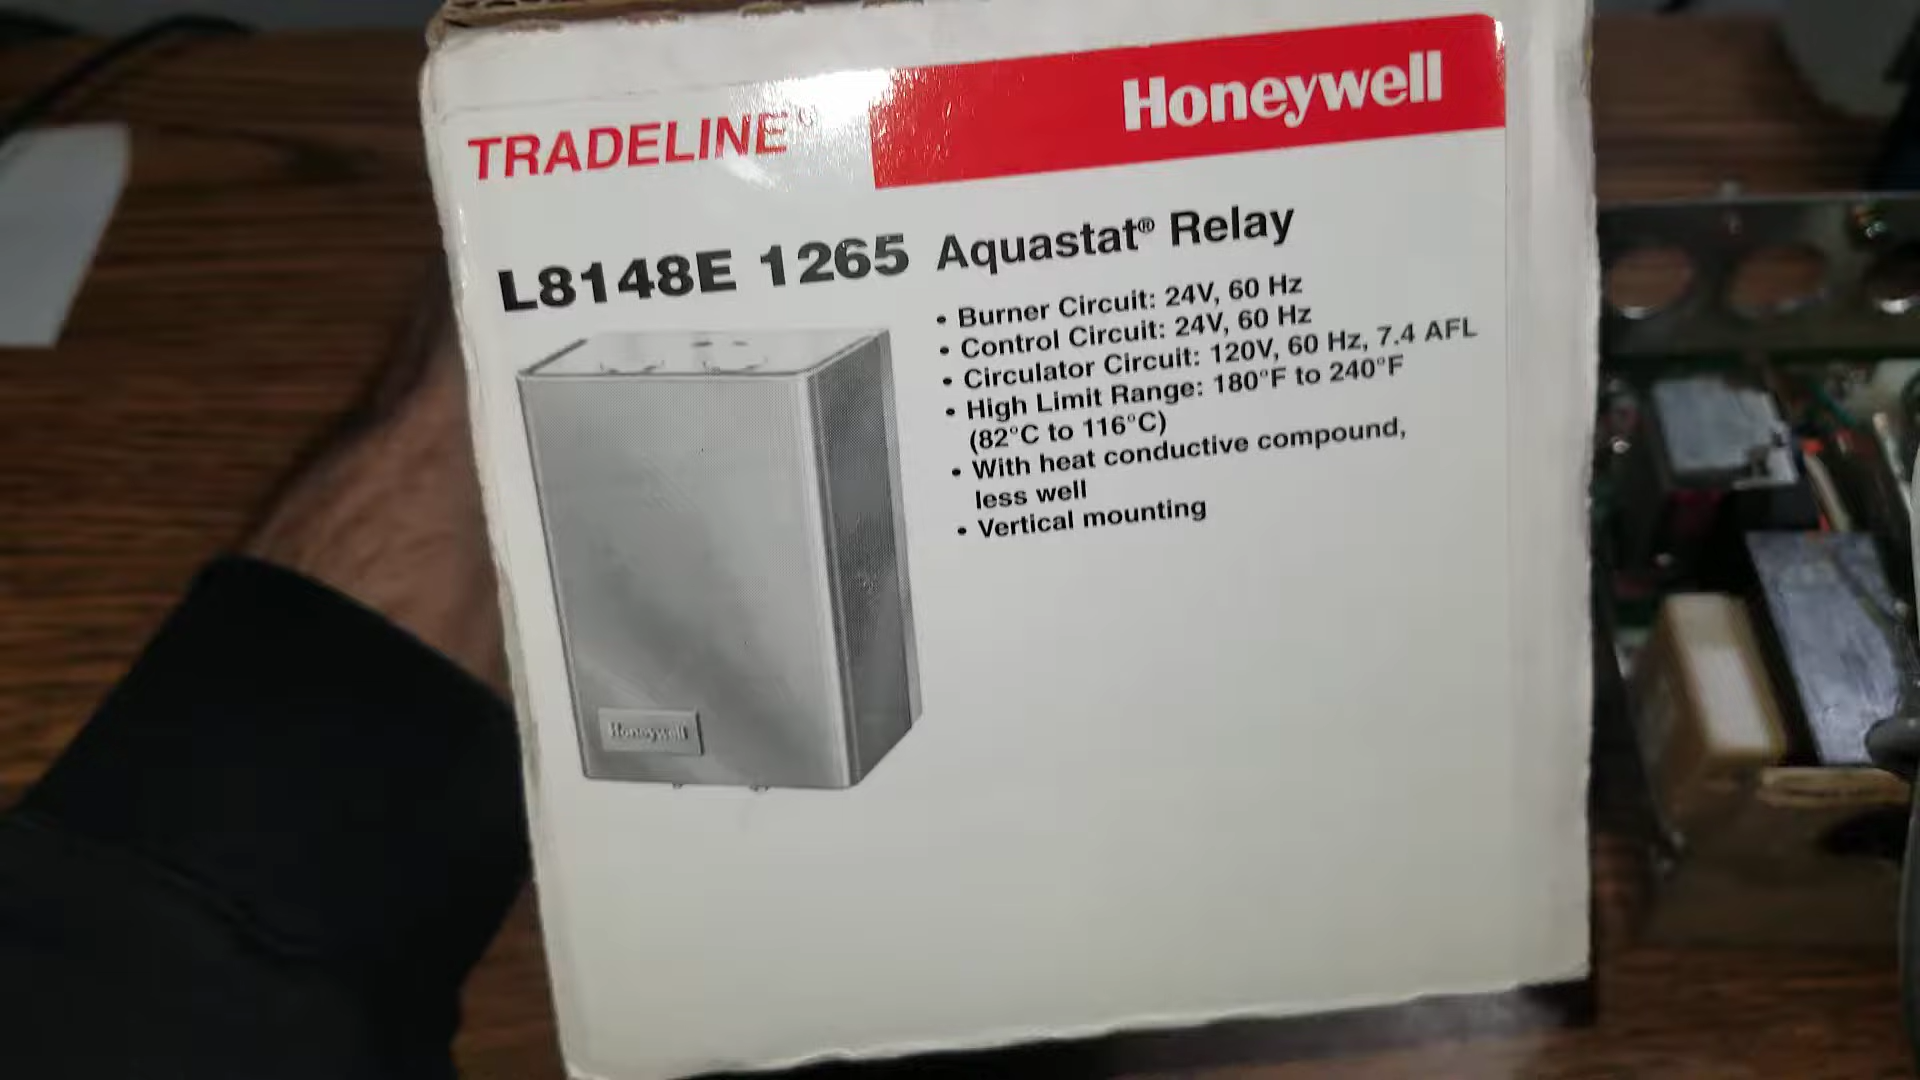 Honeywell
TRADELINE®
L8148E 1265 Aquastat® Relay
• Burner Circuit: 24V, 60 Hz
• Control Circuit: 24V, 60 Hz
• Circulator Circuit: 120V, 60 Hz, 7.4 AFL
• High Limit Range: 180°F to 240°F
(82°C to 116°C)
• With heat conductive compound,
less well
• Vertical mounting
Honeywell